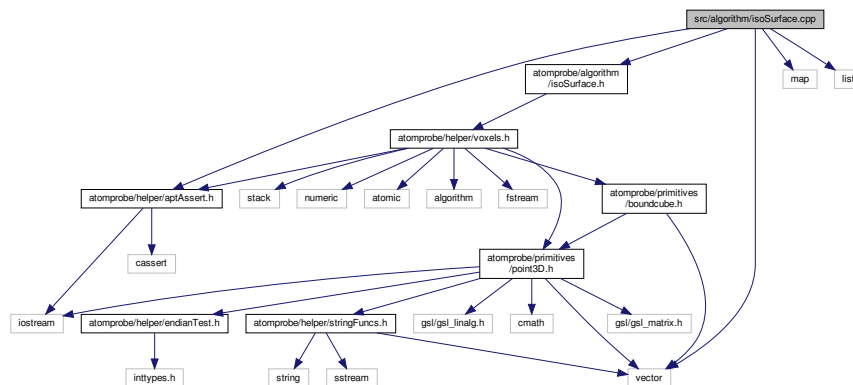 src/algorithm/isoSurface.cpp
atomprobe/algorithm
/isoSurface.h
map
list
atomprobe/helper/voxels.h
atomprobe/helper/aptAssert.h
stack
numeric
atomic
algorithm
fstream
atomprobe/primitives
/boundcube.h
cassert
atomprobe/primitives
/point3D.h
iostream
atomprobe/helper/endianTest.h
atomprobe/helper/stringFuncs.h
gsl/gsl_linalg.h
cmath
gsl/gsl_matrix.h
inttypes.h
string
sstream
vector